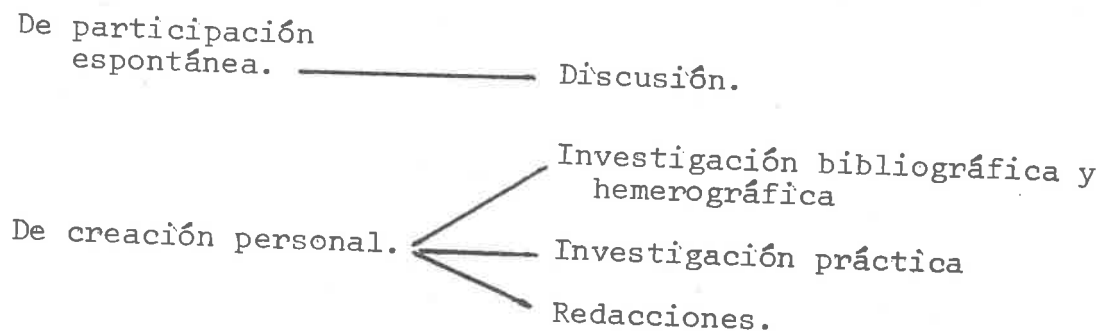 De participación
espontánea.
Discusión.
Investigación bibliográfica y
hemerográfica
De creación personal.
Investigación práctica
Redacciones.